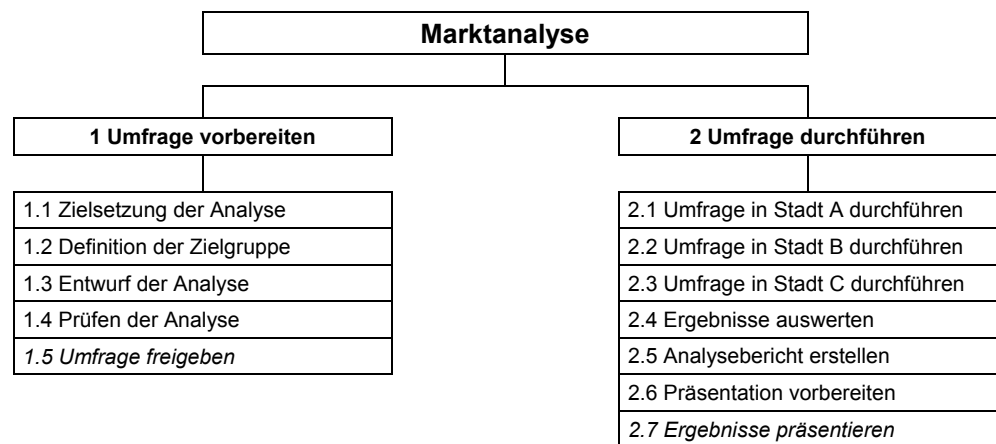 Marktanalyse
1 Umfrage vorbereiten
1.1 Zielsetzung der Analyse
1.2 Definition der Zielgruppe
1.3 Entwurf der Analyse
1.4 Prüfen der Analyse
1.5 Umfrage freigeben
2 Umfrage durchführen
2.1 Umfrage in Stadt A durchführen
2.2 Umfrage in Stadt B durchführen
2.3 Umfrage in Stadt C durchführen
2.4 Ergebnisse auswerten
2.5 Analysebericht erstellen
2.6 Präsentation vorbereiten
2.7 Ergebnisse präsentieren